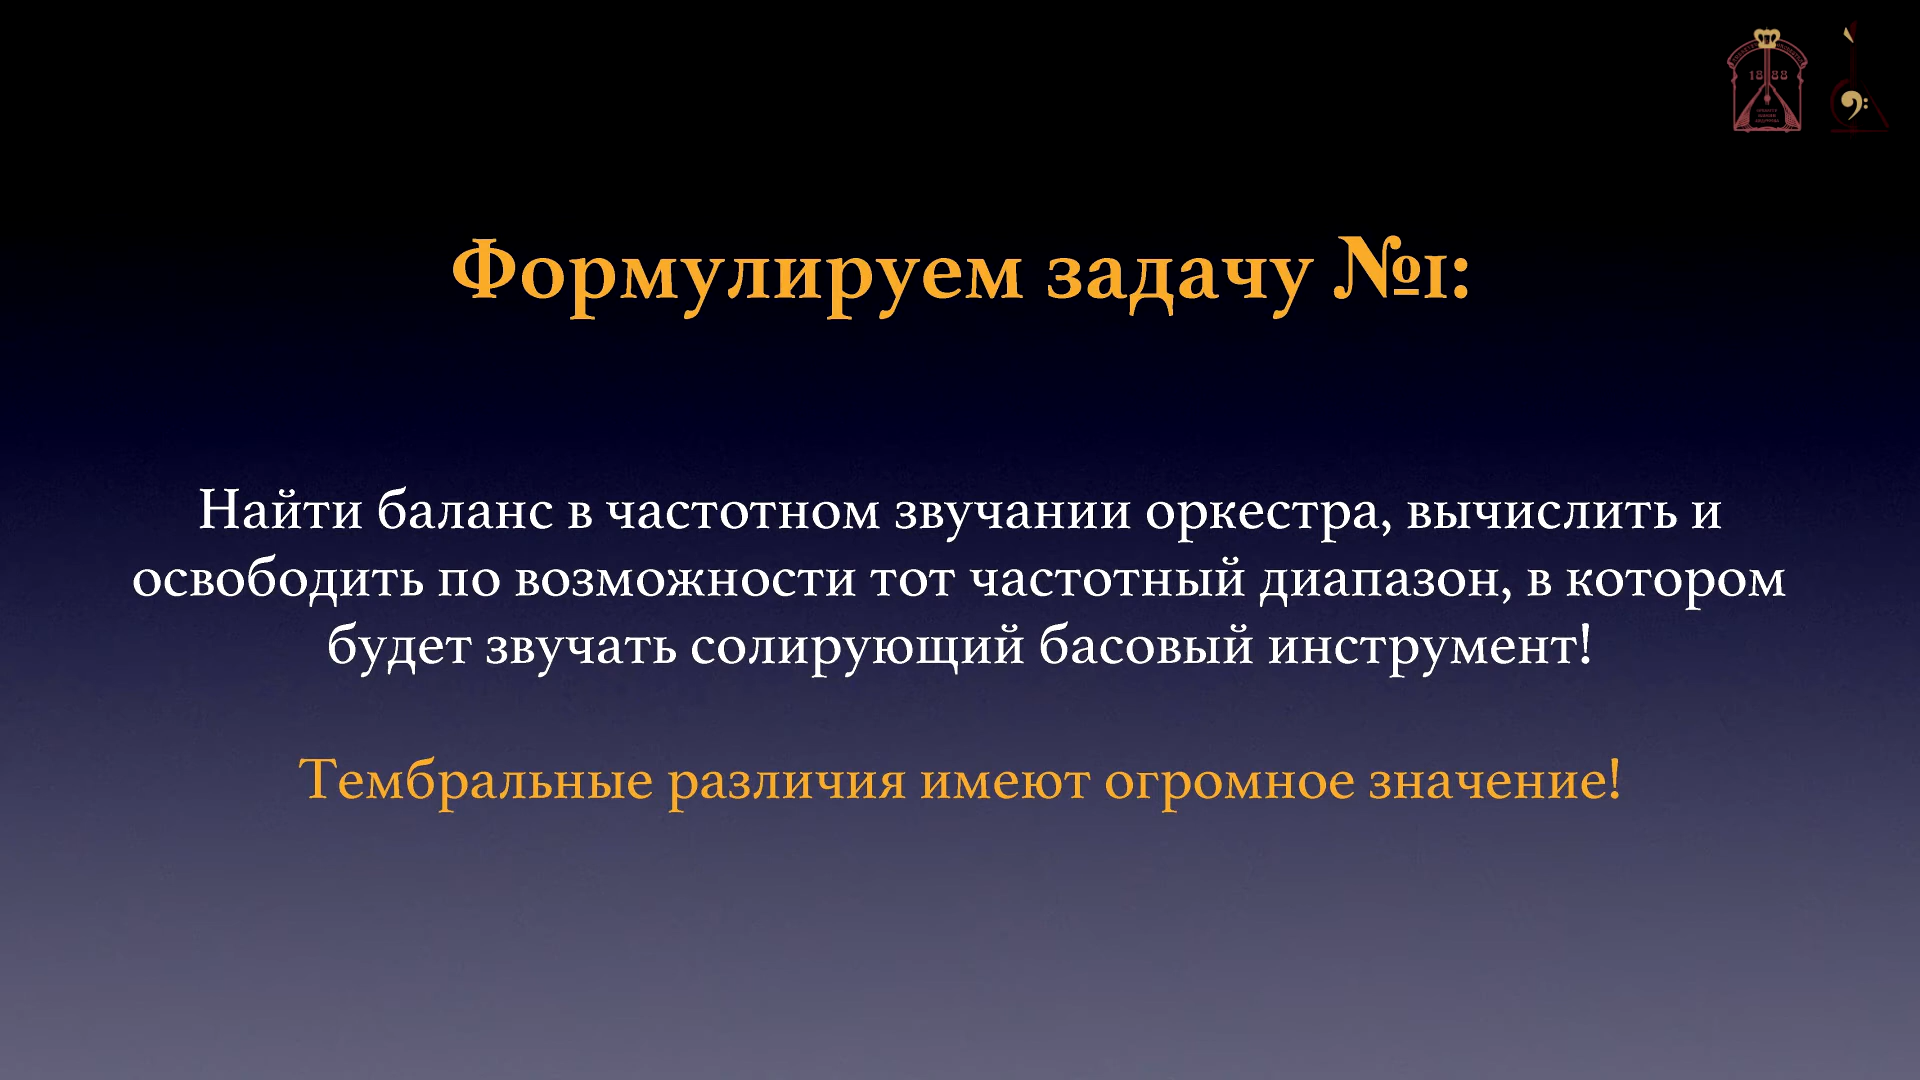 1888
Формулируем задачу №1:
Найти баланс в частотном звучании оркестра, вычислить и
освободить по возможности тот частотный диапазон, в котором
будет звучать солирующий басовый инструмент!
Тембральные различия имеют огромное значение!